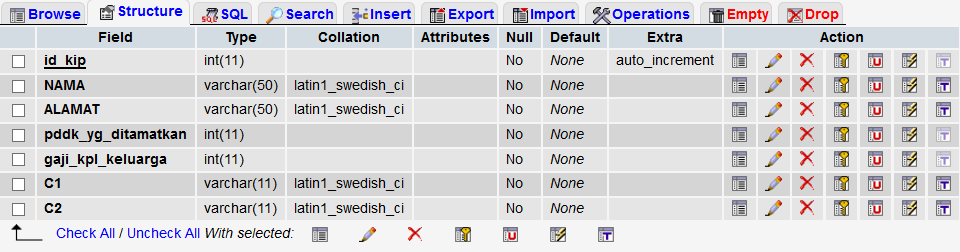 Browse Structure SQL Search Insert Export Import Operations Empty Drop
Field Type Collation Attributes Null Default Extra Action
id_kip int(11) No None auto_increment
NAMA varchar(50) latin1_swedish_ci No None
ALAMAT varchar(50) latin1_swedish_ci No None
pddk_yg_ditamatkan int(11) No None
gaji_kpl_keluarga int(11) No None
C1 varchar(11) latin1_swedish_ci No None
C2 varchar(11) latin1_swedish_ci No None
Check All / Uncheck All With selected: